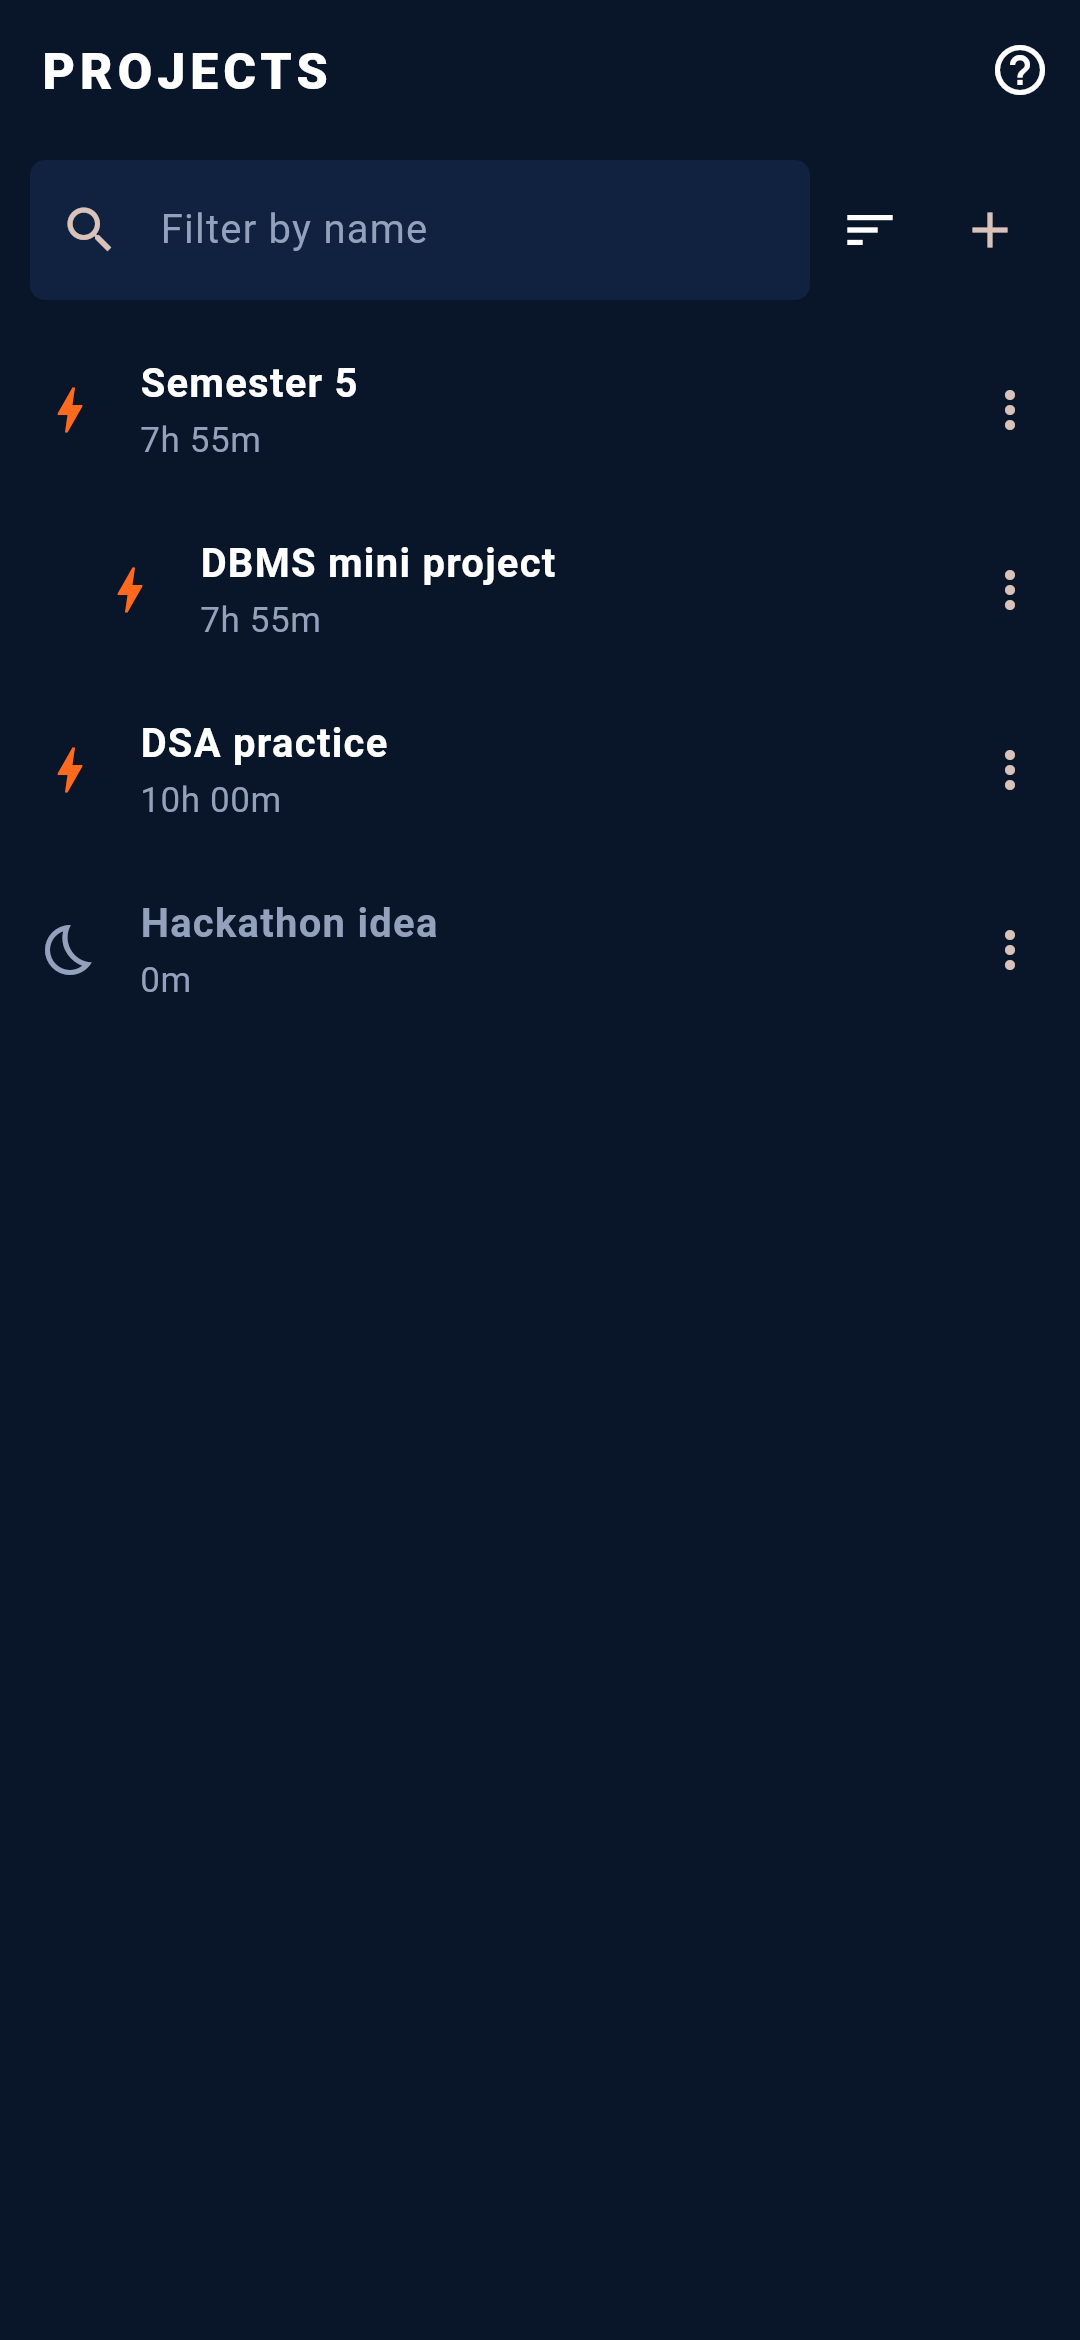 PROJECTS
Filter by name
Semester 5
7h 55m
DBMS mini project
7h 55m
DSA practice
10h 00m
Hackathon idea
0m